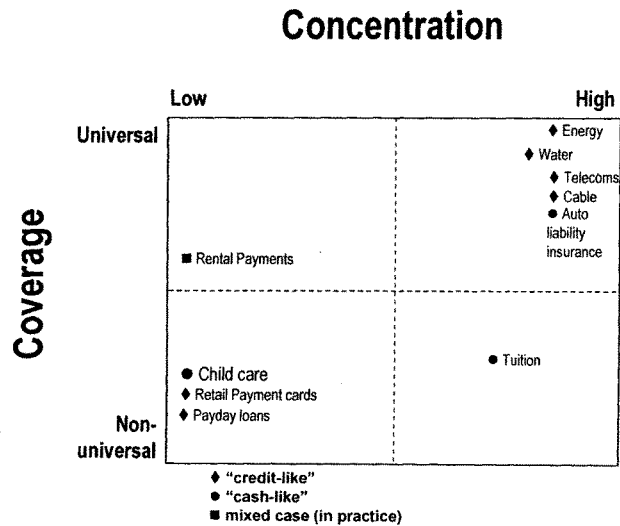 Concentration
Low
High
Universal
Energy
Water
Telecoms
Cable
Auto
liability
insurance
Coverage
Rental Payments
Tuition
Child care
Retail Payment cards
Payday loans
Non-
universal
"credit-like"
"cash-like"
mixed case (in practice)